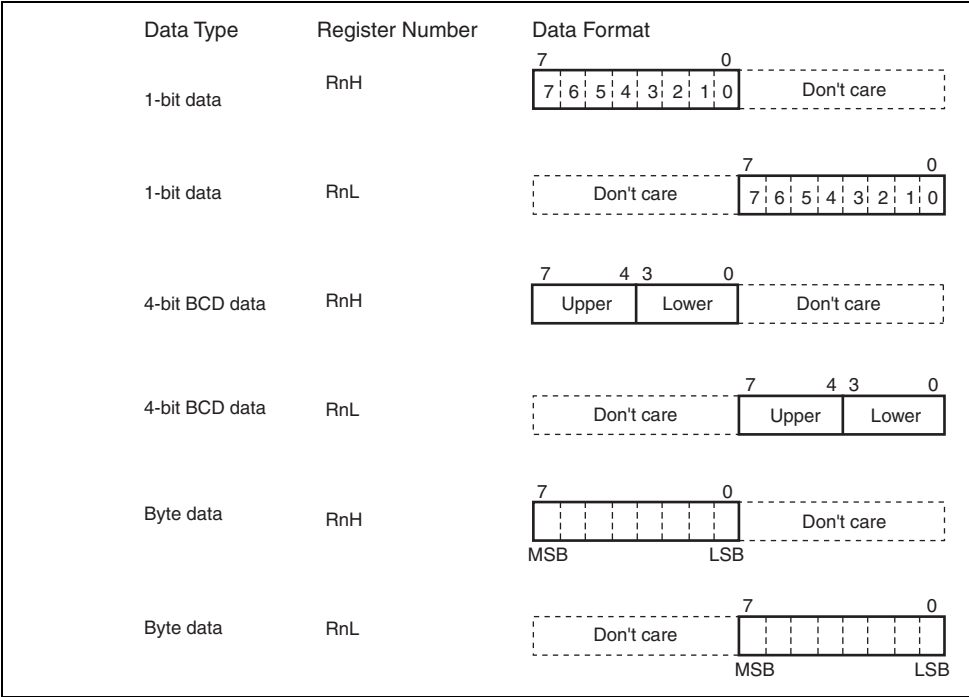 Data Type Register Number Data Format
7 0
1-bit data RnH 7 6 5 4 3 2 1 0 Don't care
7 0
1-bit data RnL Don't care 7 6 5 4 3 2 1 0
7 4 3 0
4-bit BCD data RnH Upper Lower Don't care
7 4 3 0
4-bit BCD data RnL Don't care Upper Lower
7 0
Byte data RnH Don't care
MSB LSB
7 0
Byte data RnL Don't care
MSB LSB